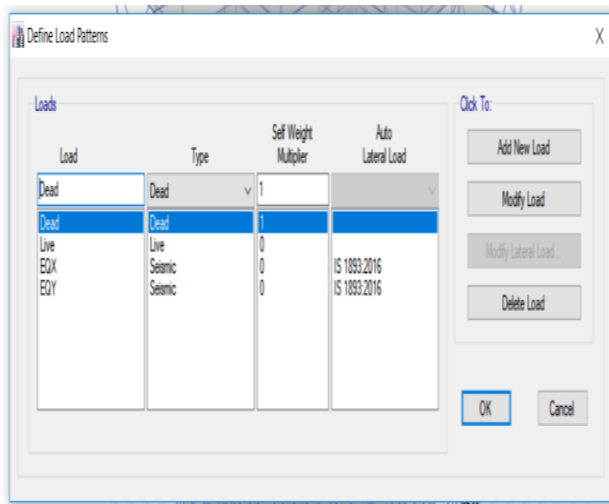 Define Load Patterns X
Loads Click To:
Load Type Self Weight Multiplier Auto Lateral Load
Dead Dead 1
Dead Dead 1
Live Live 0
EQX Seismic 0 IS 1893:2016
EQY Seismic 0 IS 1893:2016
Add New Load
Modify Load
Modify Lateral Load...
Delete Load
OK Cancel